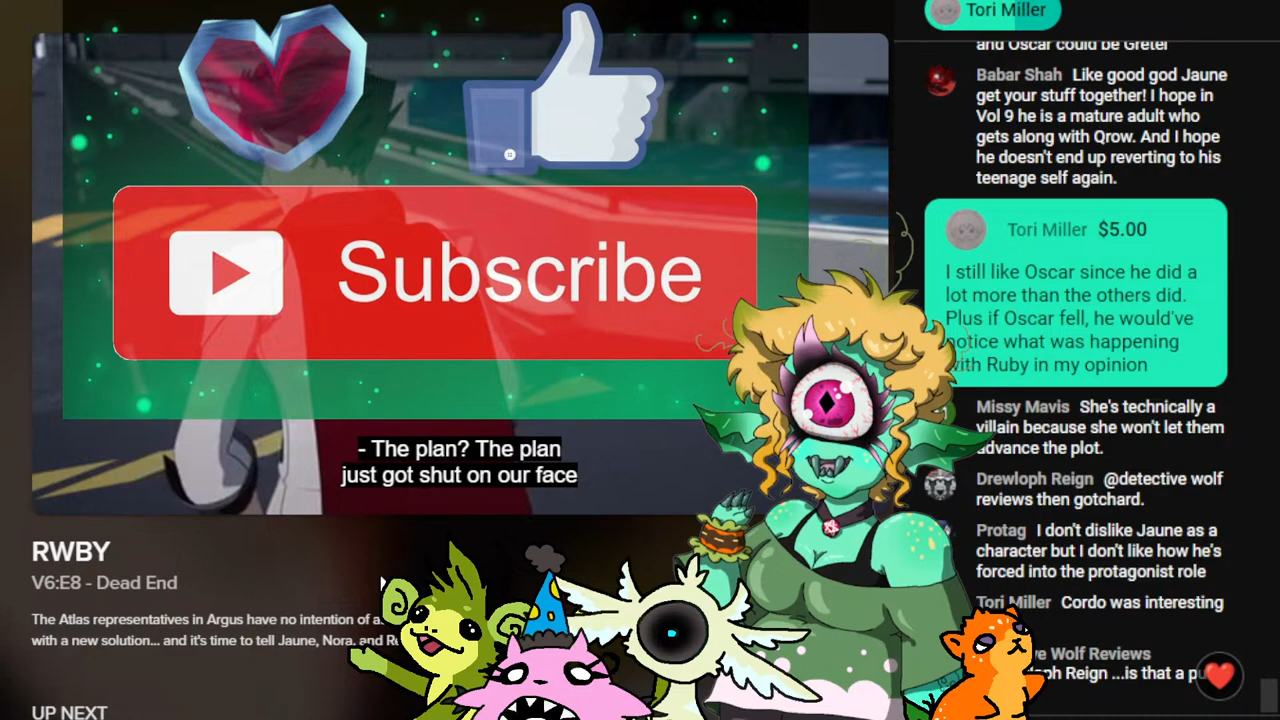 Subscribe
- The plan? The plan
just got shut on our face
RWBY
V6:E8 - Dead End
The Atlas representatives in Argus have no intention of
with a new solution... and it's time to tell Jaune, Nora. and
UP NEXT
Tori Miller
and Oscar could be Gretel
Babar Shah Like good god Jaune
get your stuff together! I hope in
Vol 9 he is a mature adult who
gets along with Qrow. And I hope
he doesn't end up reverting to his
teenage self again.
Tori Miller $5.00
I still like Oscar since he did a
lot more than the others did.
Plus if Oscar fell, he would've
notice what was happening
with Ruby in my opinion
Missy Mavis She's technically a
villain because she won't let them
advance the plot.
Drewloph Reign @detective wolf
reviews then gotchard.
Protag I don't dislike Jaune as a
character but I don't like how he's
forced into the protagonist role
Tori Miller Cordo was interesting
Wolf Reviews
Reign ...is that a